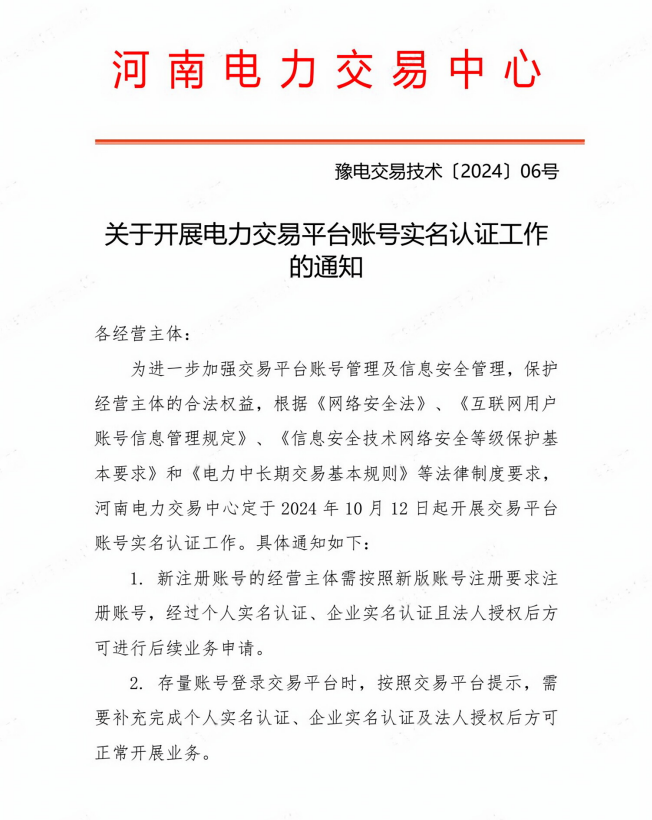 河南电力交易中心
豫电交易技术〔2024〕06号
关于开展电力交易平台账号实名认证工作
的通知
各经营主体：
为进一步加强交易平台账号管理及信息安全管理，保护
经营主体的合法权益，根据《网络安全法》、《互联网用户
账号信息管理规定》、《信息安全技术网络安全等级保护基
本要求》和《电力中长期交易基本规则》等法律制度要求，
河南电力交易中心定于 2024 年 10 月 12 日起开展交易平台
账号实名认证工作。具体通知如下：
1. 新注册账号的经营主体需按照新版账号注册要求注
册账号，经过个人实名认证、企业实名认证且法人授权后方
可进行后续业务申请。
2. 存量账号登录交易平台时，按照交易平台提示，需
要补充完成个人实名认证、企业实名认证及法人授权后方可
正常开展业务。